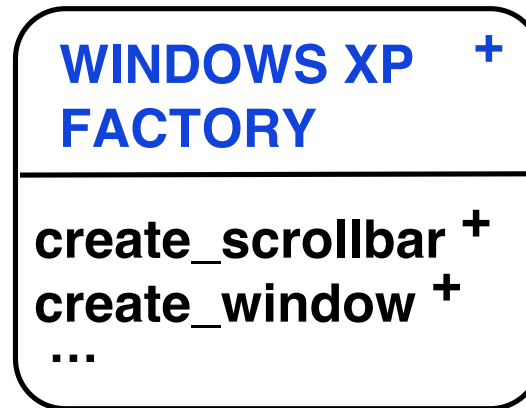 WINDOWS XP +
FACTORY
create_scrollbar +
create_window +
...